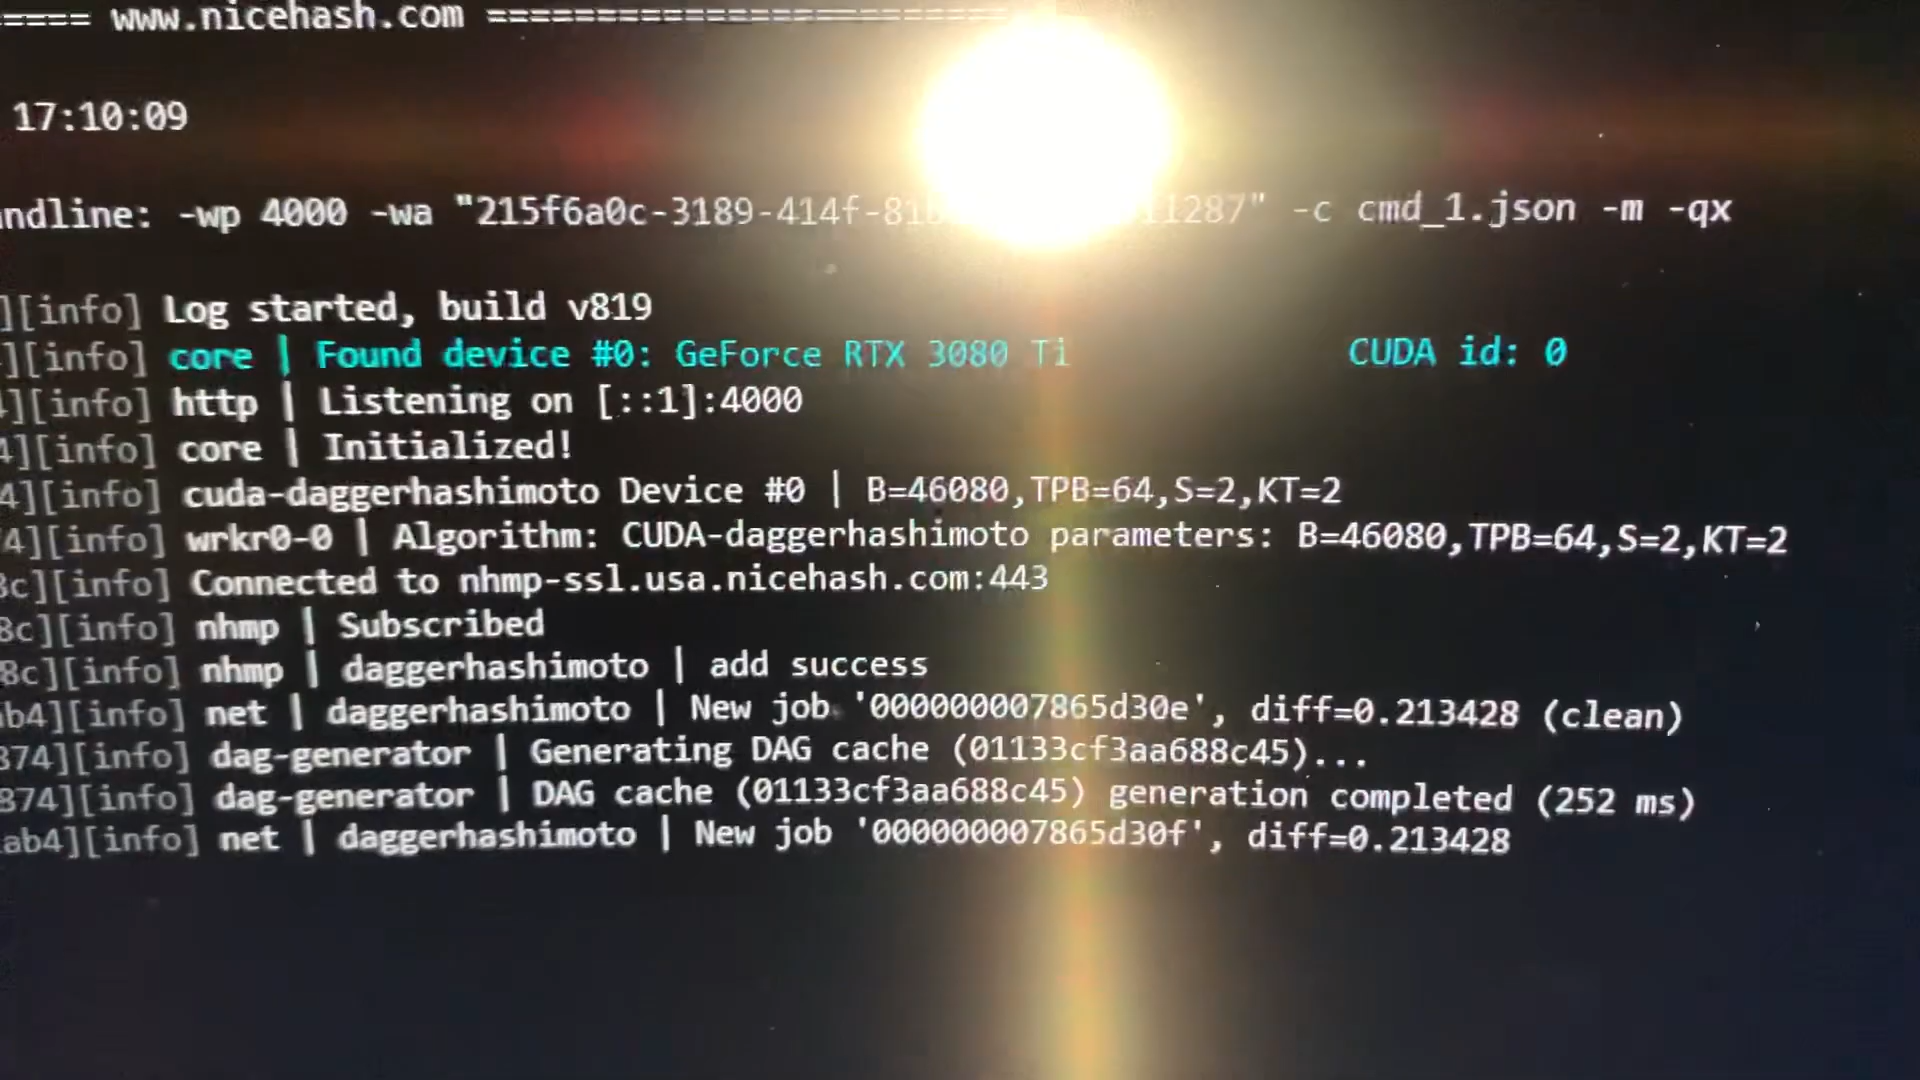 ==== www.nicehash.com ================================
17:10:09
ndline: -wp 4000 -wa "215f6a0c-3189-414f-81 11287" -c cmd_1.json -m -qx
][info] Log started, build v819
][info] core | Found device #0: GeForce RTX 3080 Ti CUDA id: 0
][info] http | Listening on [::1]:4000
4][info] core | Initialized!
4][info] cuda-daggerhashimoto Device #0 | B=46080,TPB=64,S=2,KT=2
4][info] wrkr0-0 | Algorithm: CUDA-daggerhashimoto parameters: B=46080,TPB=64,S=2,KT=2
8c][info] Connected to nhmp-ssl.usa.nicehash.com:443
8c][info] nhmp | Subscribed
8c][info] nhmp | daggerhashimoto | add success
ab4][info] net | daggerhashimoto | New job '000000007865d30e', diff=0.213428 (clean)
874][info] dag-generator | Generating DAG cache (01133cf3aa688c45)...
874][info] dag-generator | DAG cache (01133cf3aa688c45) generation completed (252 ms)
ab4][info] net | daggerhashimoto | New job '000000007865d30f', diff=0.213428